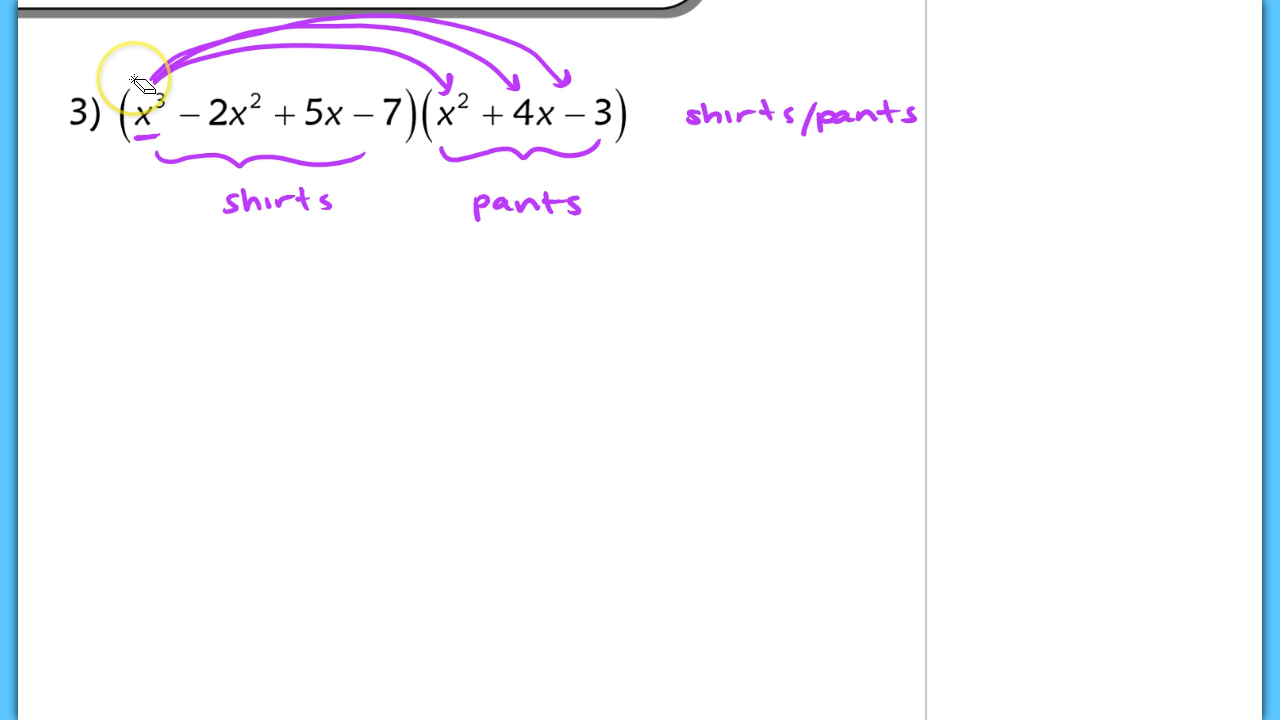 3) (x³ − 2x² + 5x − 7)(x² + 4x − 3) shirts/pants
shirts pants